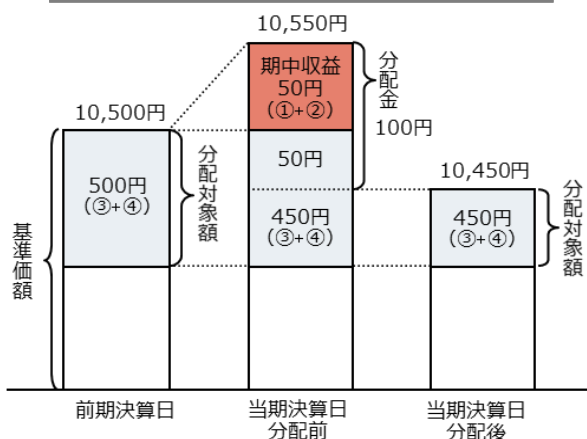 10,550円
期中収益
50円
(①+②)
分配金
100円
10,500円
500円
(③+④)
分配対象額
50円
450円
(③+④)
10,450円
450円
(③+④)
分配対象額
基準価額
前期決算日
当期決算日
分配前
当期決算日
分配後